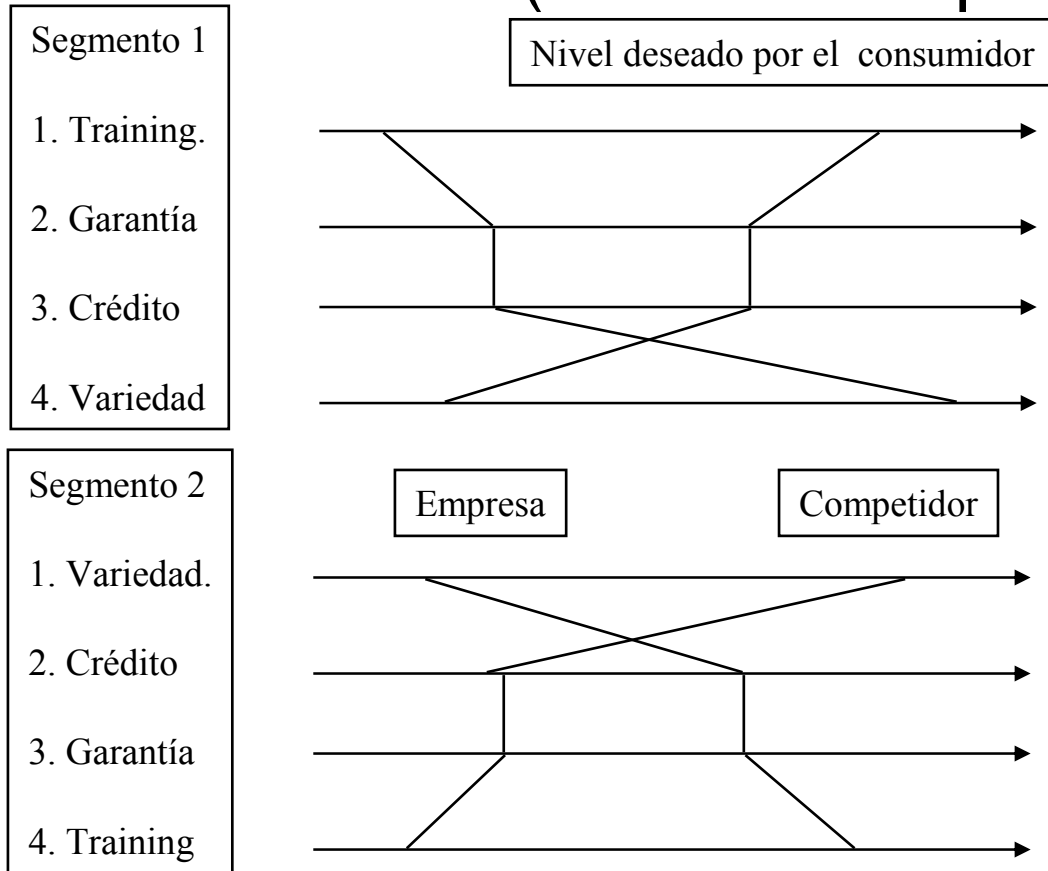 Segmento 1
Nivel deseado por el consumidor
1. Training.
2. Garantía
3. Crédito
4. Variedad
Segmento 2
Empresa
Competidor
1. Variedad.
2. Crédito
3. Garantía
4. Training